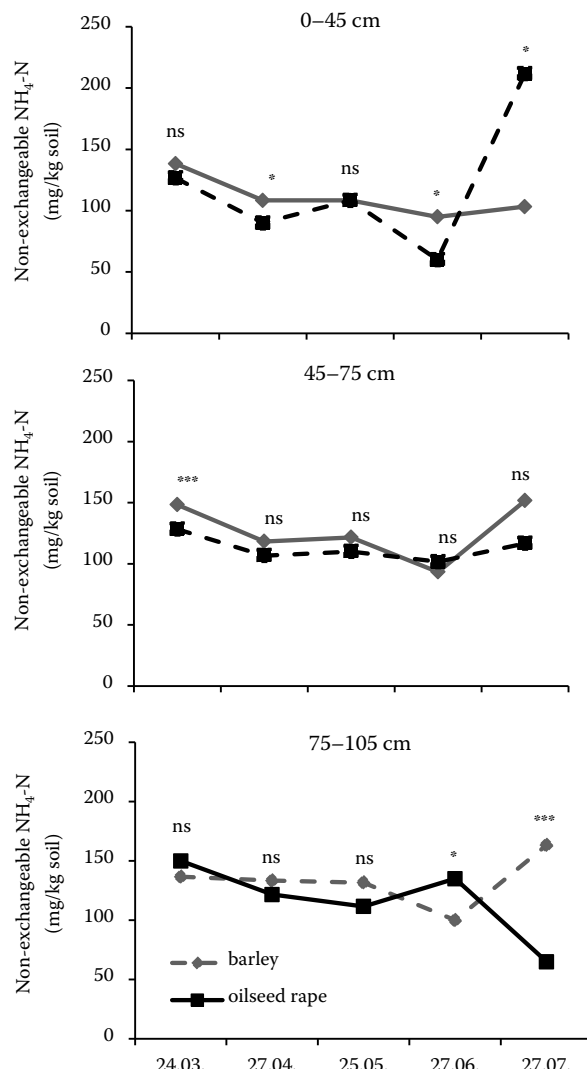 0–45 cm
Non-exchangeable NH₄-N
(mg/kg soil)
250
200
150
100
50
0
ns
*
ns
*
*
45–75 cm
Non-exchangeable NH₄-N
(mg/kg soil)
250
200
150
100
50
0
***
ns
ns
ns
ns
75–105 cm
Non-exchangeable NH₄-N
(mg/kg soil)
250
200
150
100
50
0
ns
ns
ns
*
***
barley
oilseed rape
24.03. 27.04. 25.05. 27.06. 27.07.